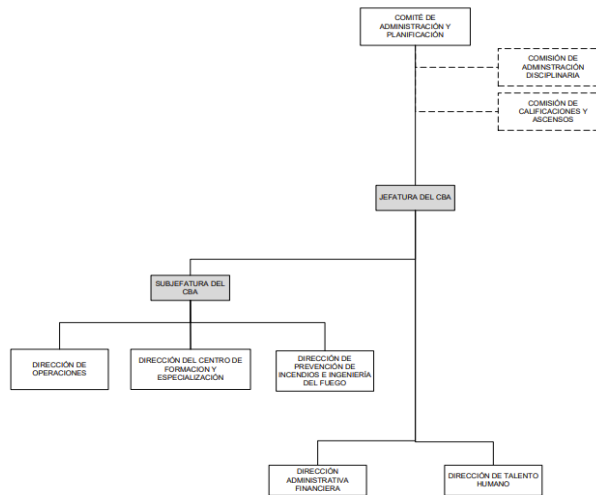 COMITÉ DE
ADMINISTRACIÓN Y
PLANIFICACIÓN
COMISIÓN DE
ADMINSTRACIÓN
DISCIPLINARIA
COMISIÓN DE
CALIFICACIONES Y
ASCENSOS
JEFATURA DEL CBA
SUBJEFATURA DEL
CBA
DIRECCIÓN DE
OPERACIONES
DIRECCIÓN DEL CENTRO DE
FORMACION Y
ESPECIALIZACIÓN
DIRECCIÓN DE
PREVENCIÓN DE
INCENDIOS E INGENIERÍA
DEL FUEGO
DIRECCIÓN
ADMINISTRATIVA
FINANCIERA
DIRECCIÓN DE TALENTO
HUMANO